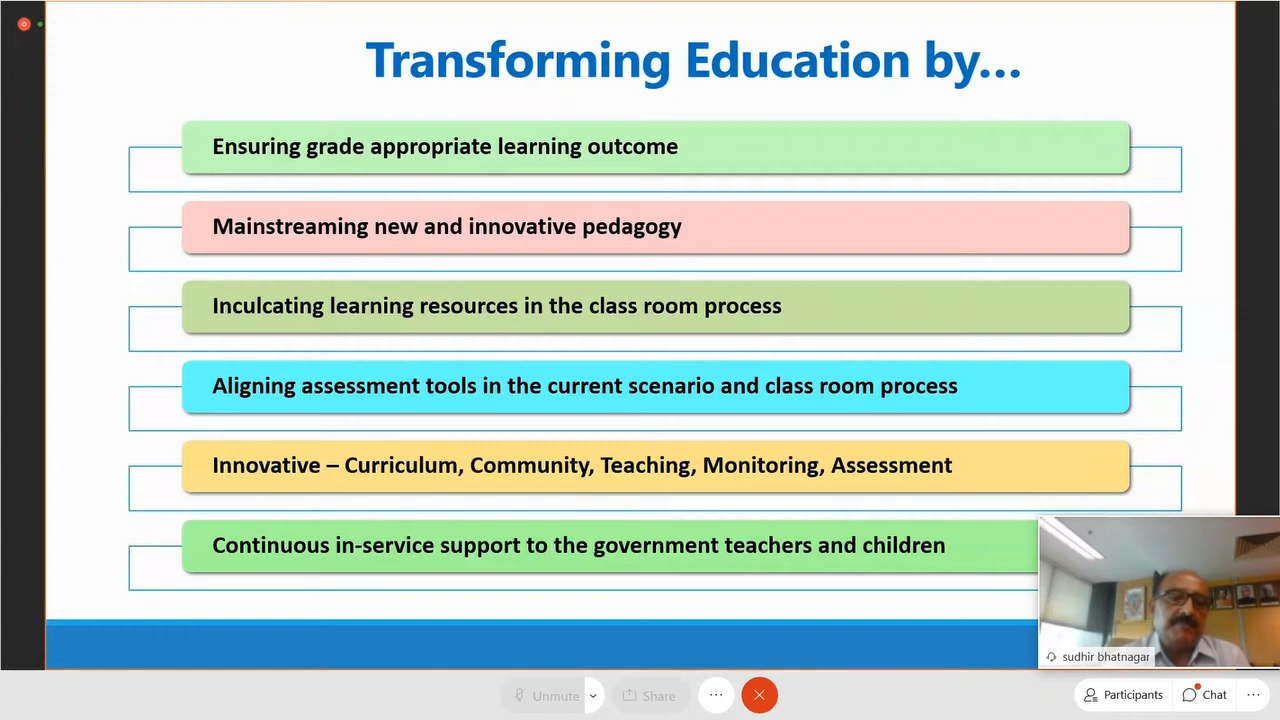 Transforming Education by...
Ensuring grade appropriate learning outcome
Mainstreaming new and innovative pedagogy
Inculcating learning resources in the class room process
Aligning assessment tools in the current scenario and class room process
Innovative – Curriculum, Community, Teaching, Monitoring, Assessment
Continuous in-service support to the government teachers and children
sudhir bhatnagar
Unmute
Share
Participants
Chat